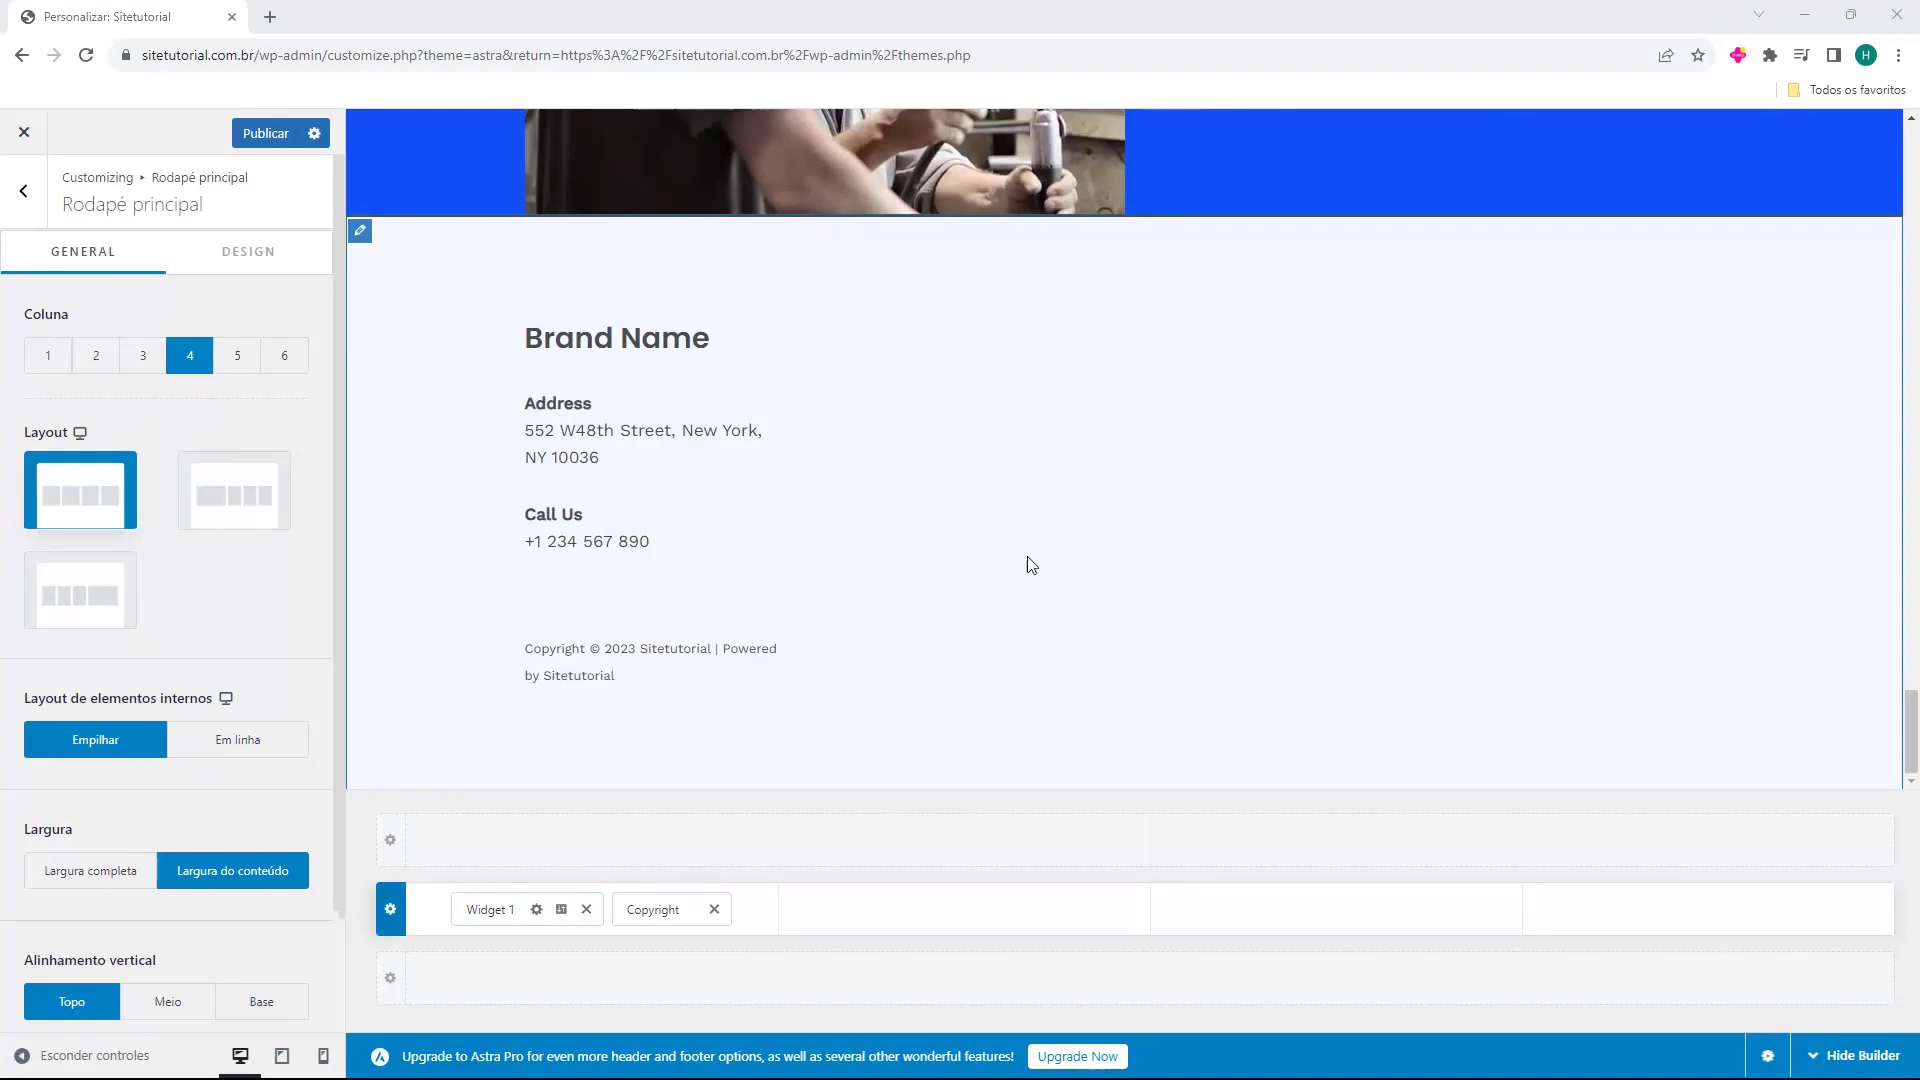 Personalizar: Sitetutorial
sitetutorial.com.br/wp-admin/customize.php?theme=astra&return=https%3A%2F%2Fsitetutorial.com.br%2Fwp-admin%2Fthemes.php
H
Todos os favoritos
Publicar
Customizing ▸ Rodapé principal
Rodapé principal
GENERAL
DESIGN
Coluna
1 2 3 4 5 6
Layout
Layout de elementos internos
Empilhar
Em linha
Largura
Largura completa
Largura do conteúdo
Alinhamento vertical
Topo
Meio
Base
Esconder controles
Brand Name
Address
552 W48th Street, New York,
NY 10036
Call Us
+1 234 567 890
Copyright © 2023 Sitetutorial | Powered
by Sitetutorial
Widget 1
Copyright
Upgrade to Astra Pro for even more header and footer options, as well as several other wonderful features!
Upgrade Now
Hide Builder